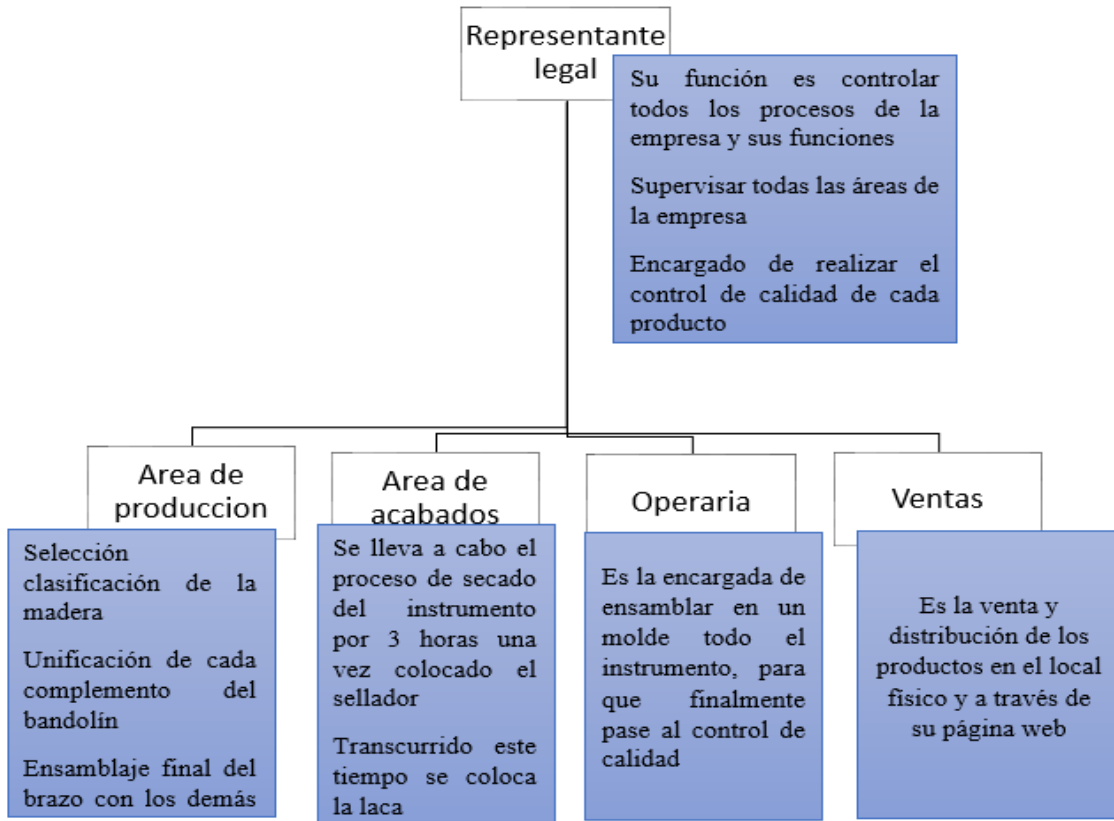 Representante
legal
Su función es controlar
todos los procesos de la
empresa y sus funciones
Supervisar todas las áreas de
la empresa
Encargado de realizar el
control de calidad de cada
producto
Area de
produccion
Selección
clasificación de la
madera
Unificación de cada
complemento del
bandolín
Ensamblaje final del
brazo con los demás
Area de
acabados
Se lleva a cabo el
proceso de secado
del instrumento
por 3 horas una
vez colocado el
sellador
Transcurrido este
tiempo se coloca
la laca
Operaria
Es la encargada de
ensamblar en un
molde todo el
instrumento, para
que finalmente
pase al control de
calidad
Ventas
Es la venta y
distribución de los
productos en el local
físico y a través de
su página web